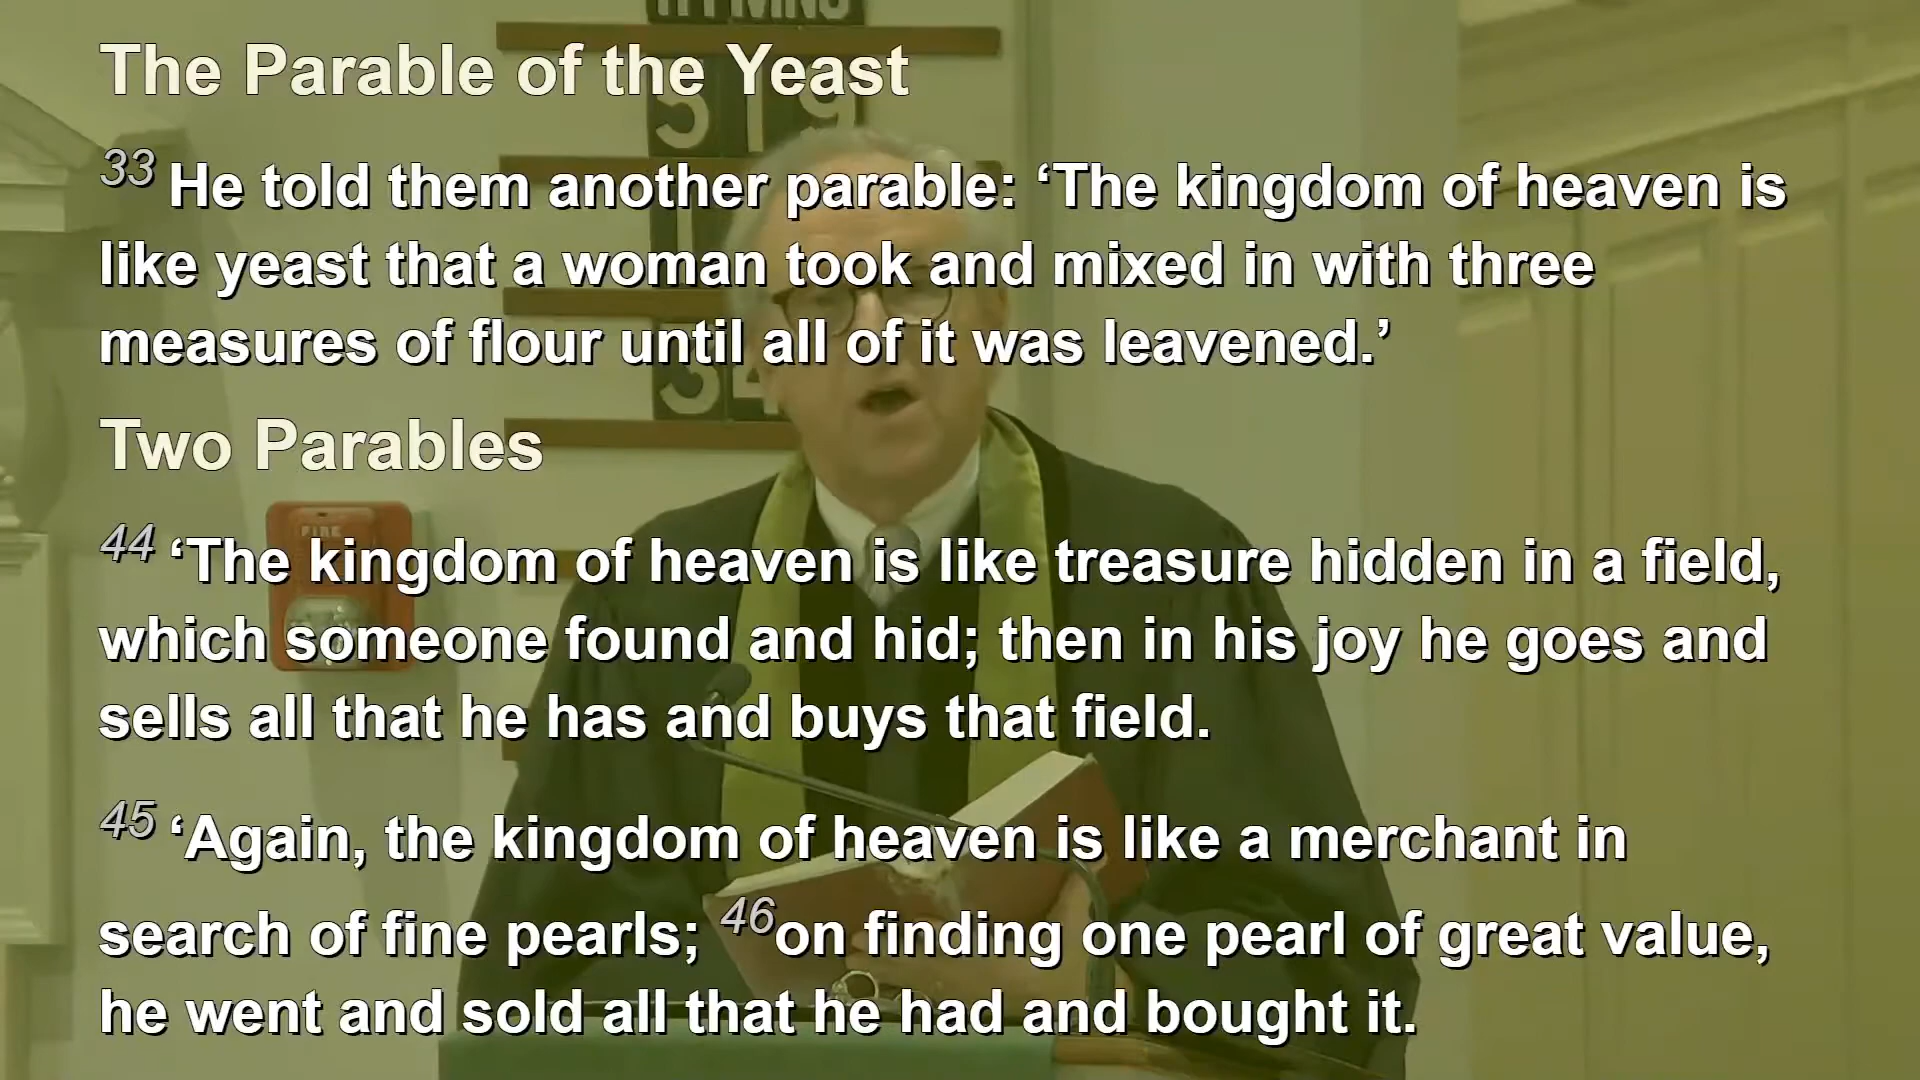 HYMNS
The Parable of the Yeast
319
33 He told them another parable: ‘The kingdom of heaven is
like yeast that a woman took and mixed in with three
measures of flour until all of it was leavened.’
Two Parables
FIRE
44 ‘The kingdom of heaven is like treasure hidden in a field,
which someone found and hid; then in his joy he goes and
sells all that he has and buys that field.
45 ‘Again, the kingdom of heaven is like a merchant in
search of fine pearls; 46on finding one pearl of great value,
he went and sold all that he had and bought it.